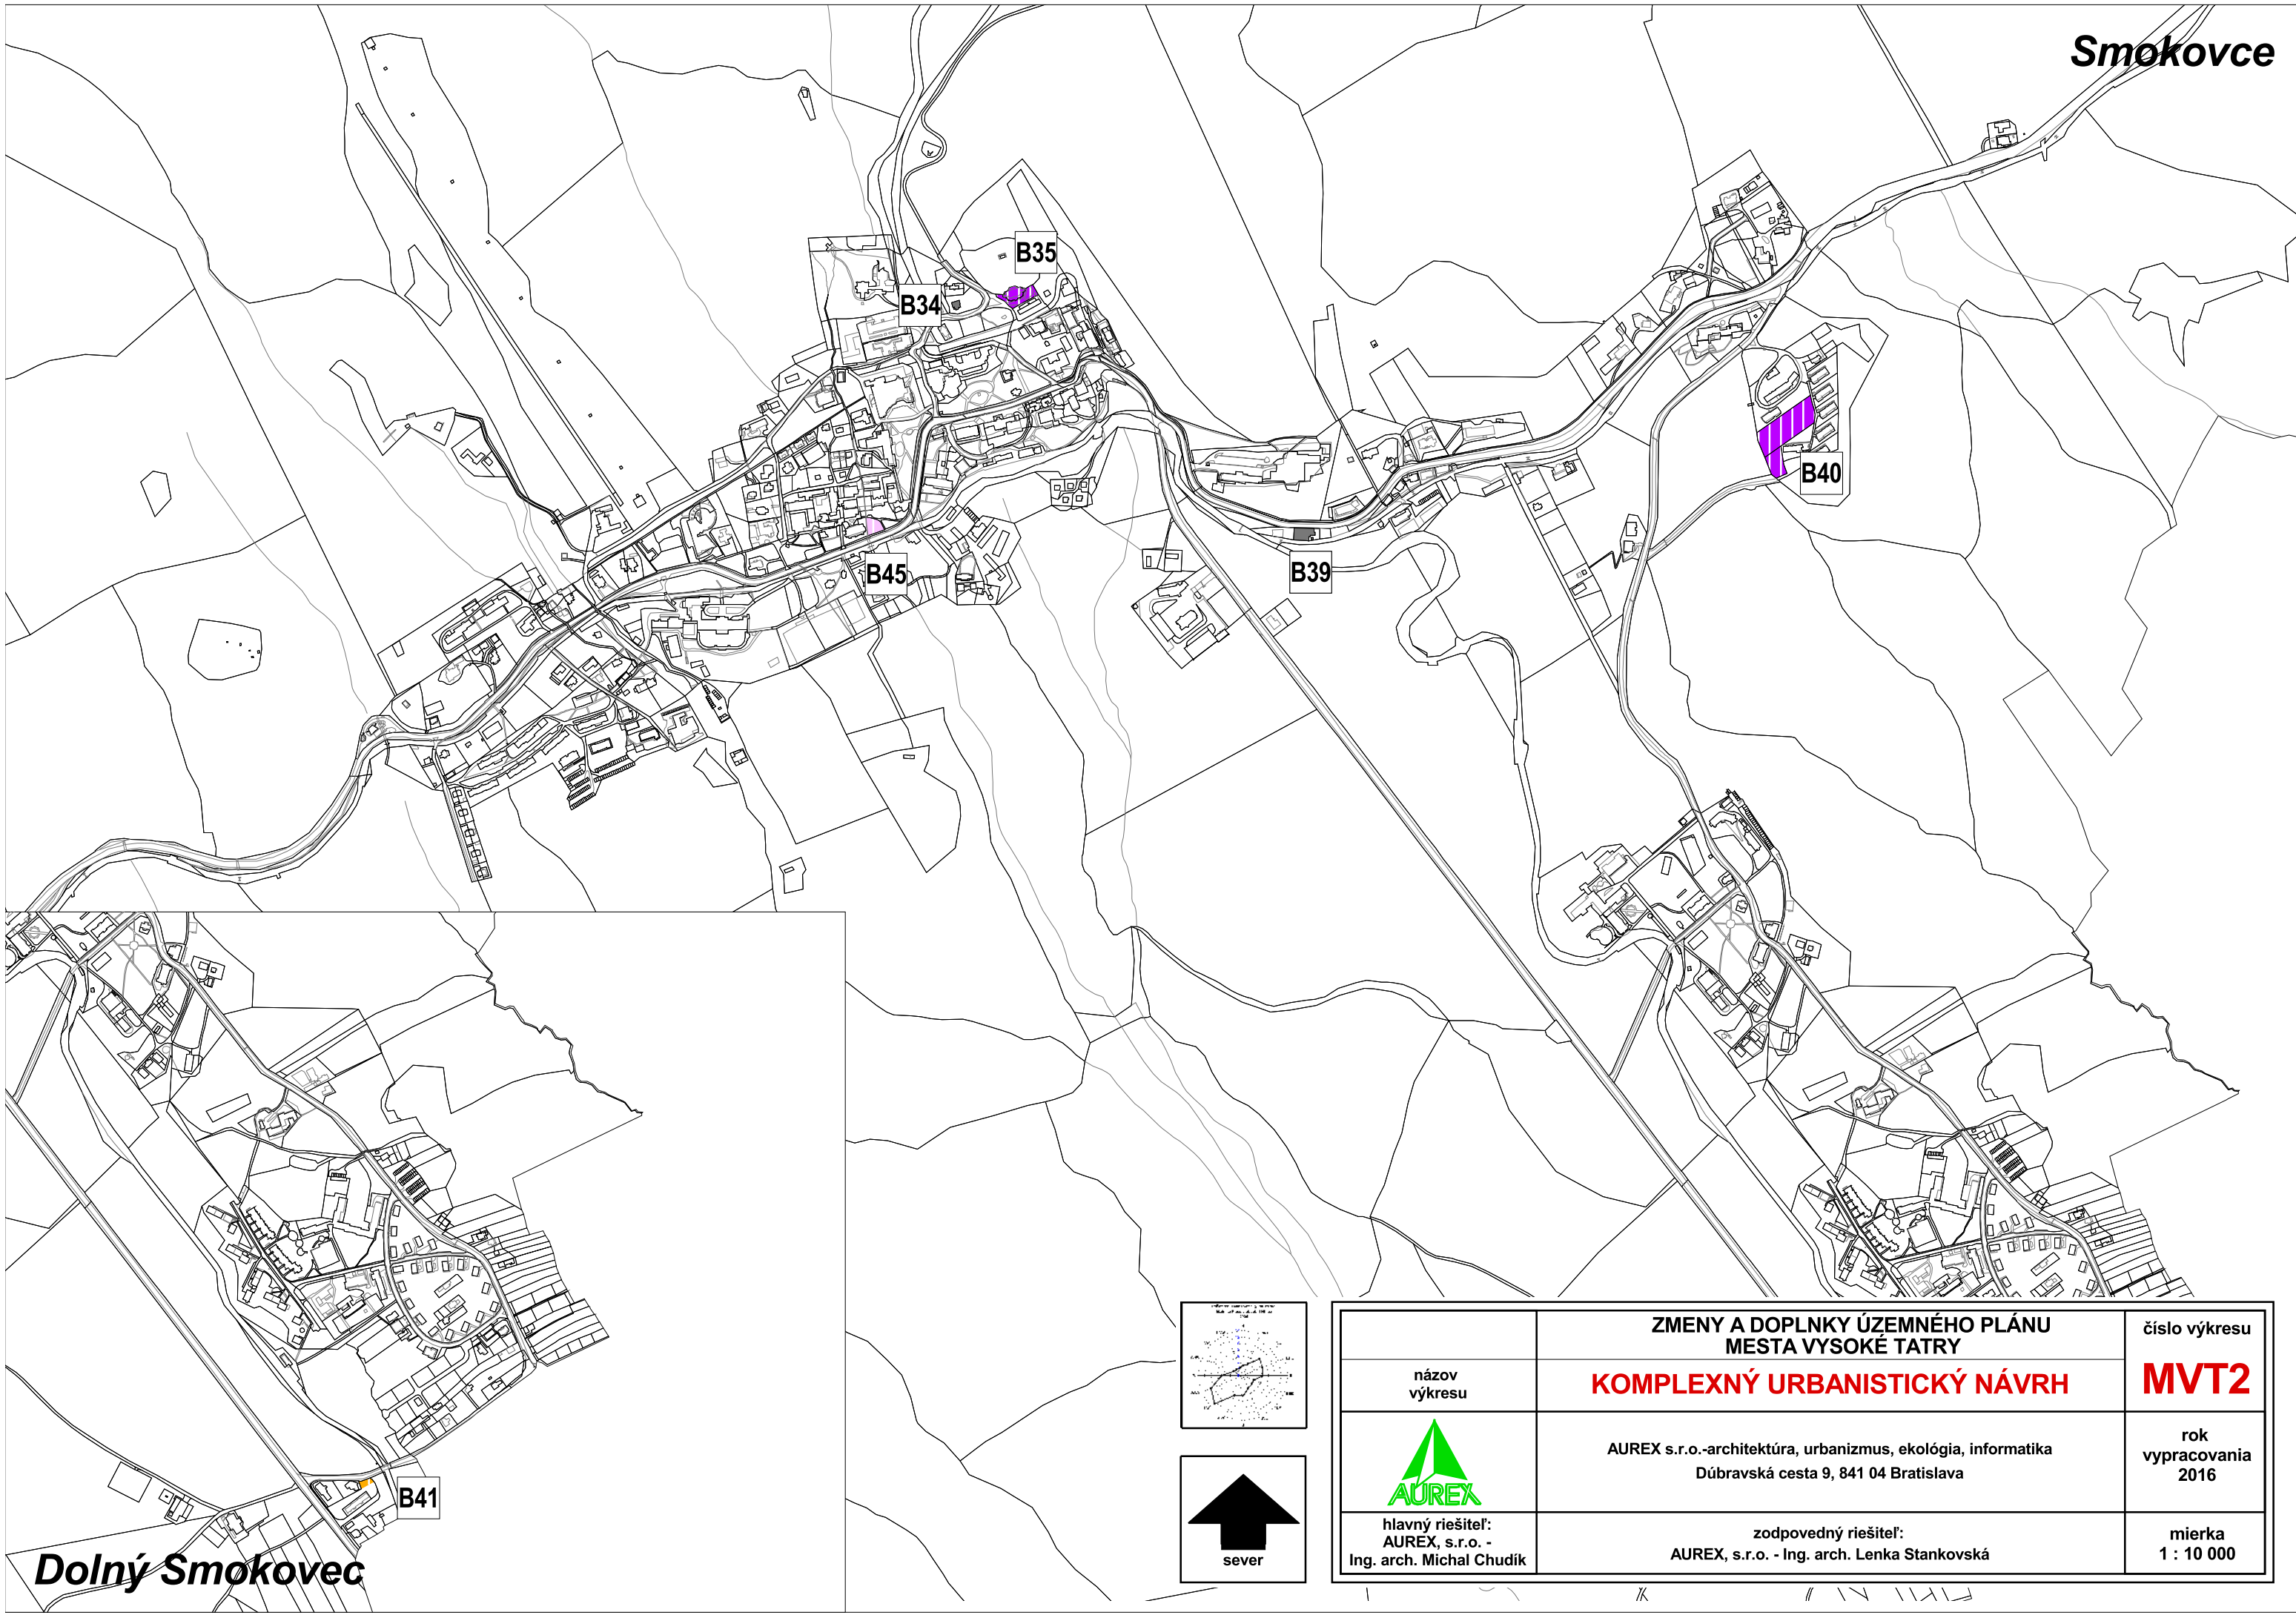 Smokovce
B35
B34
B40
B45
B39
B41
Dolný Smokovec
sever
ZMENY A DOPLNKY ÚZEMNÉHO PLÁNU
MESTA VYSOKÉ TATRY
číslo výkresu
názov
výkresu
KOMPLEXNÝ URBANISTICKÝ NÁVRH
MVT2
AUREX
AUREX s.r.o.-architektúra, urbanizmus, ekológia, informatika
Dúbravská cesta 9, 841 04 Bratislava
rok
vypracovania
2016
hlavný riešiteľ:
AUREX, s.r.o. -
Ing. arch. Michal Chudík
zodpovedný riešiteľ:
AUREX, s.r.o. - Ing. arch. Lenka Stankovská
mierka
1 : 10 000